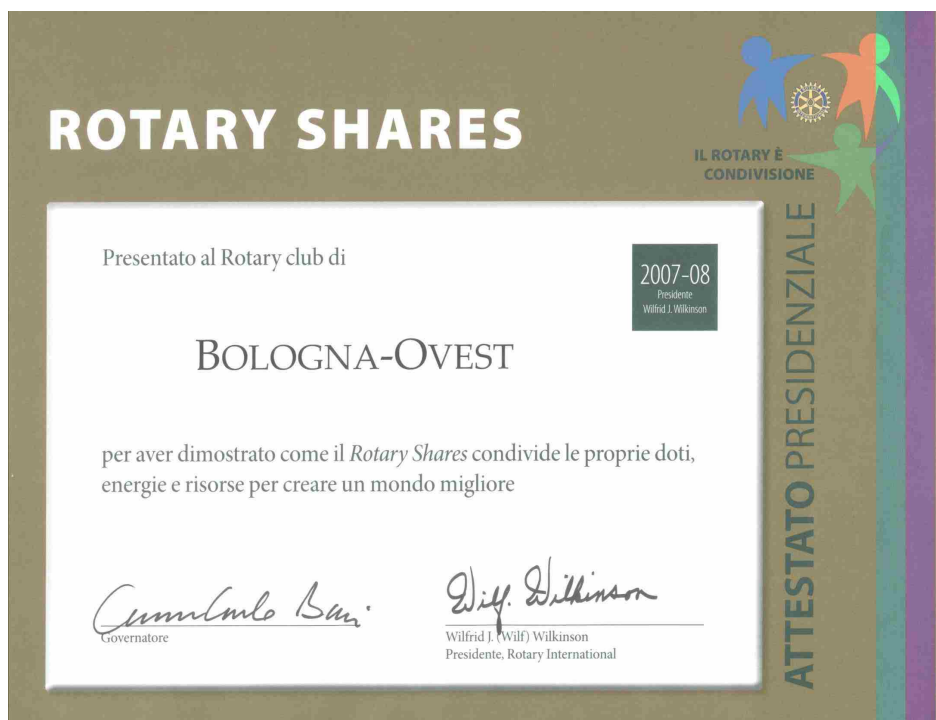 ROTARY SHARES
IL ROTARY È
CONDIVISIONE
ATTESTATO PRESIDENZIALE
Presentato al Rotary club di
2007-08
Presidente
Wilfrid J. Wilkinson
BOLOGNA-OVEST
per aver dimostrato come il Rotary Shares condivide le proprie doti,
energie e risorse per creare un mondo migliore
Wilf. Wilkinson
Governatore
Wilfrid J. (Wilf) Wilkinson
Presidente, Rotary International